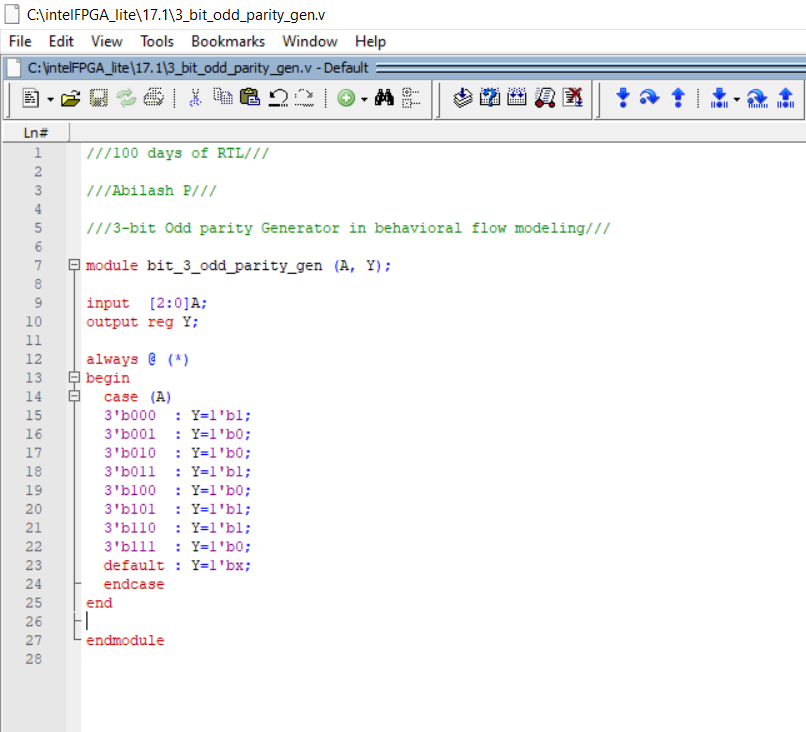 C:\intelFPGA_lite\17.1\3_bit_odd_parity_gen.v
File Edit View Tools Bookmarks Window Help
C:\intelFPGA_lite\17.1\3_bit_odd_parity_gen.v - Default
Ln#
1 ///100 days of RTL///
2
3 ///Abilash P///
4
5 ///3-bit Odd parity Generator in behavioral flow modeling///
6
7 module bit_3_odd_parity_gen (A, Y);
8
9 input  [2:0]A;
10 output reg Y;
11
12 always @ (*)
13 begin
14   case (A)
15   3'b000  : Y=1'b1;
16   3'b001  : Y=1'b0;
17   3'b010  : Y=1'b0;
18   3'b011  : Y=1'b1;
19   3'b100  : Y=1'b0;
20   3'b101  : Y=1'b1;
21   3'b110  : Y=1'b1;
22   3'b111  : Y=1'b0;
23   default : Y=1'bx;
24   endcase
25 end
26
27 endmodule
28